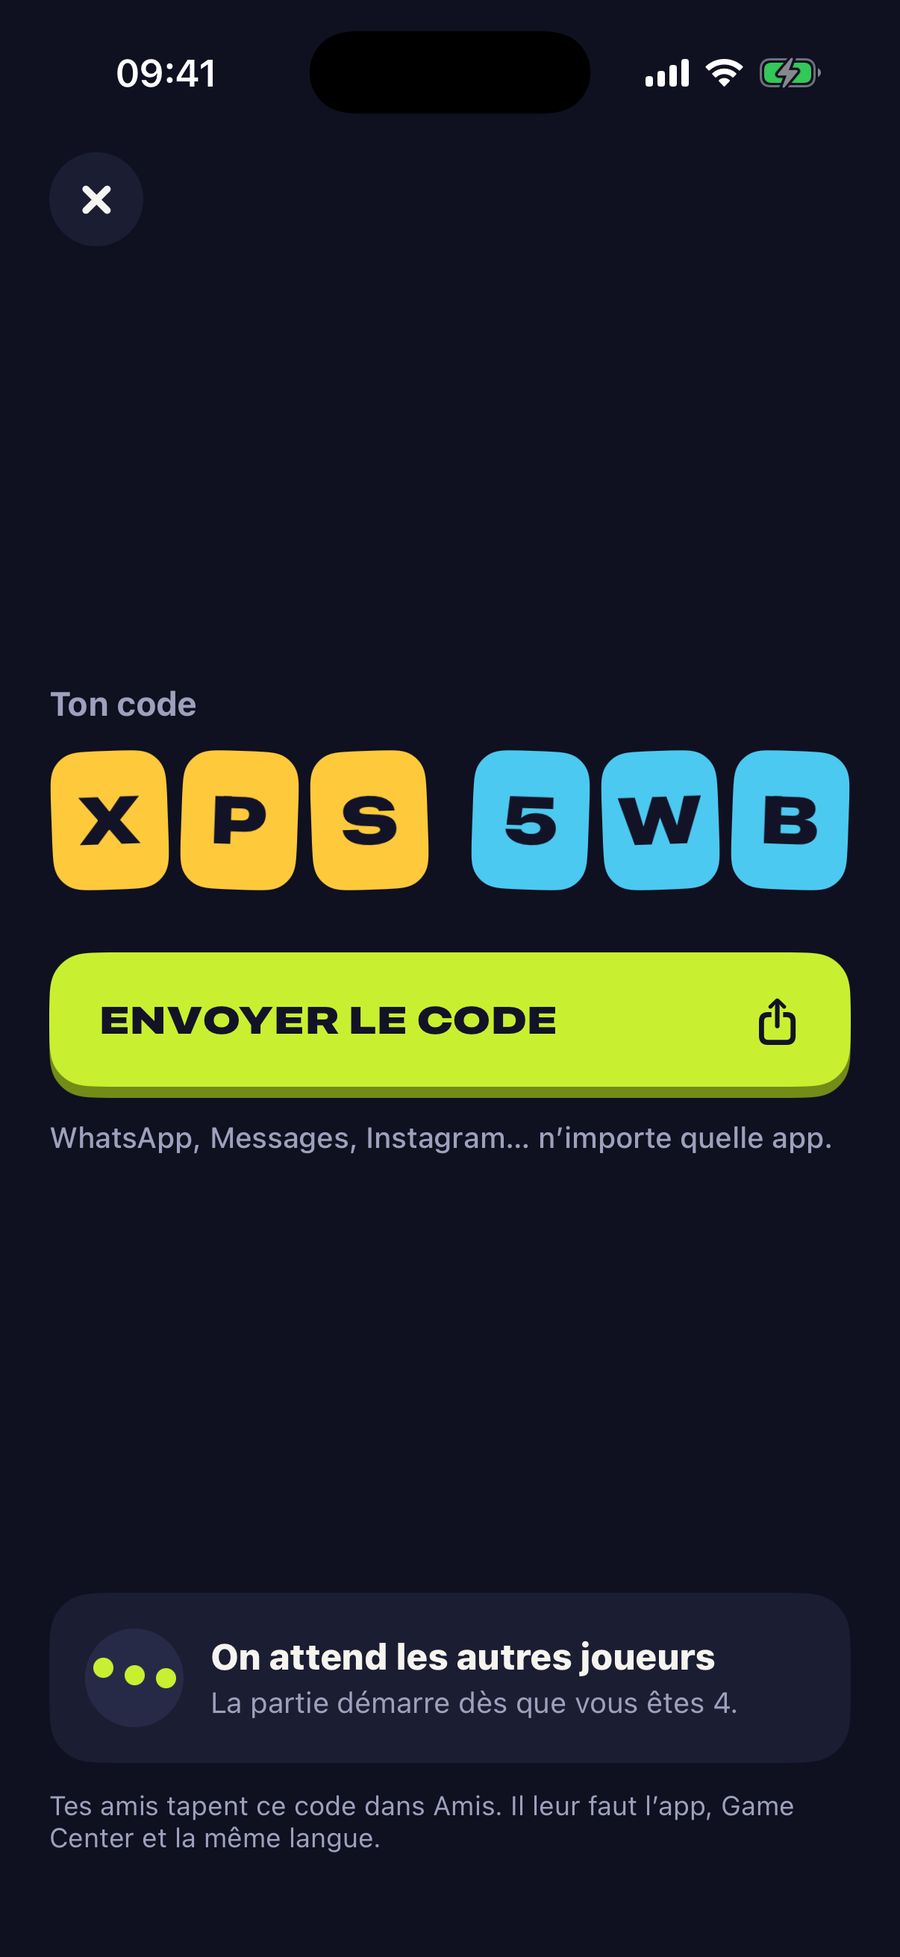 09:41
Ton code
XPS 5WB
ENVOYER LE CODE
WhatsApp, Messages, Instagram... n’importe quelle app.
On attend les autres joueurs
La partie démarre dès que vous êtes 4.
Tes amis tapent ce code dans Amis. Il leur faut l’app, Game
Center et la même langue.